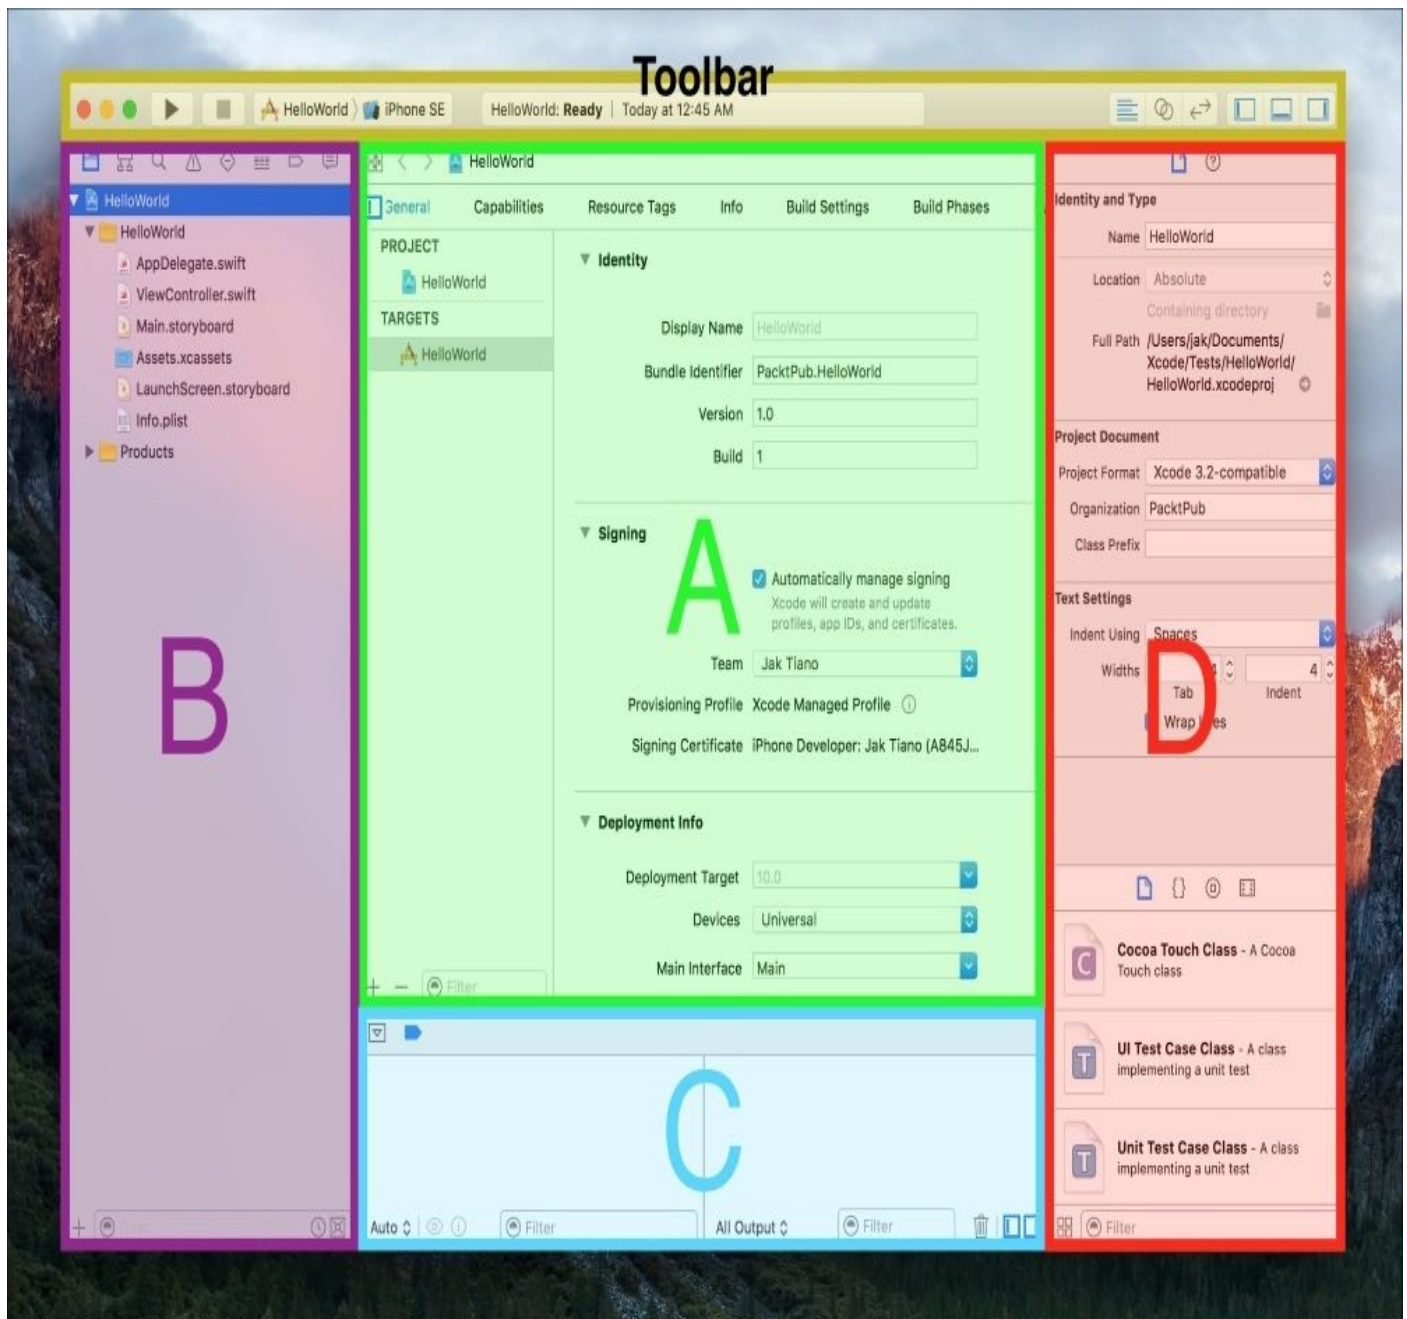 Toolbar
HelloWorld
iPhone SE
HelloWorld: Ready | Today at 12:45 AM
HelloWorld
HelloWorld
AppDelegate.swift
ViewController.swift
Main.storyboard
Assets.xcassets
LaunchScreen.storyboard
Info.plist
Products
B
HelloWorld
General Capabilities Resource Tags Info Build Settings Build Phases
PROJECT
HelloWorld
TARGETS
HelloWorld
Filter
Identity
Display Name HelloWorld
Bundle Identifier PacktPub.HelloWorld
Version 1.0
Build 1
Signing
A
Automatically manage signing
Xcode will create and update
profiles, app IDs, and certificates.
Team Jak Tiano
Provisioning Profile Xcode Managed Profile
Signing Certificate iPhone Developer: Jak Tiano (A845J...
Deployment Info
Deployment Target 10.0
Devices Universal
Main Interface Main
C
Auto
Filter
All Output
Filter
Identity and Type
Name HelloWorld
Location Absolute
Containing directory
Full Path /Users/jak/Documents/
Xcode/Tests/HelloWorld/
HelloWorld.xcodeproj
Project Document
Project Format Xcode 3.2-compatible
Organization PacktPub
Class Prefix
Text Settings
Indent Using Spaces
Widths 4 4
Tab Indent
Wrap
D
Cocoa Touch Class - A Cocoa
Touch class
UI Test Case Class - A class
implementing a unit test
Unit Test Case Class - A class
implementing a unit test
Filter